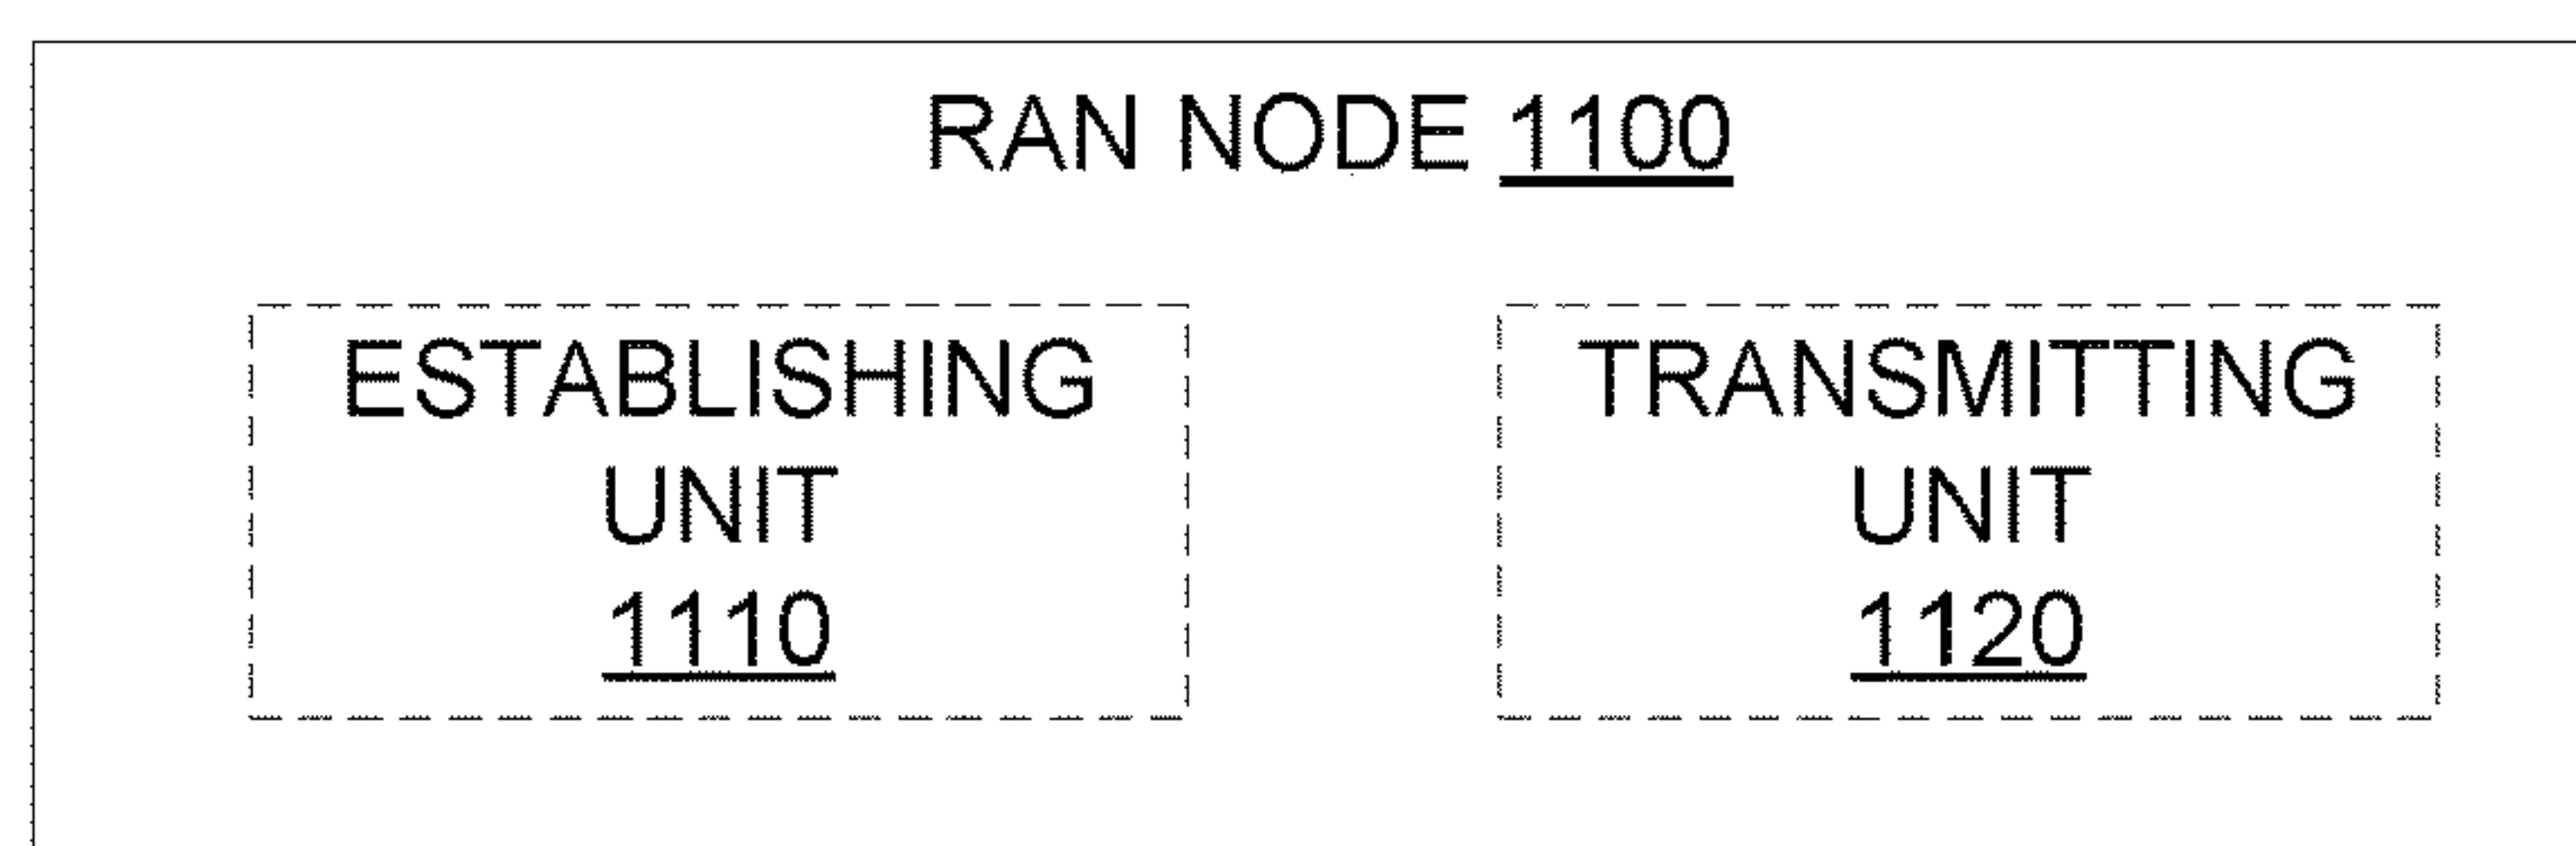 RAN NODE 1100
ESTABLISHING
UNIT
1110
TRANSMITTING
UNIT
1120